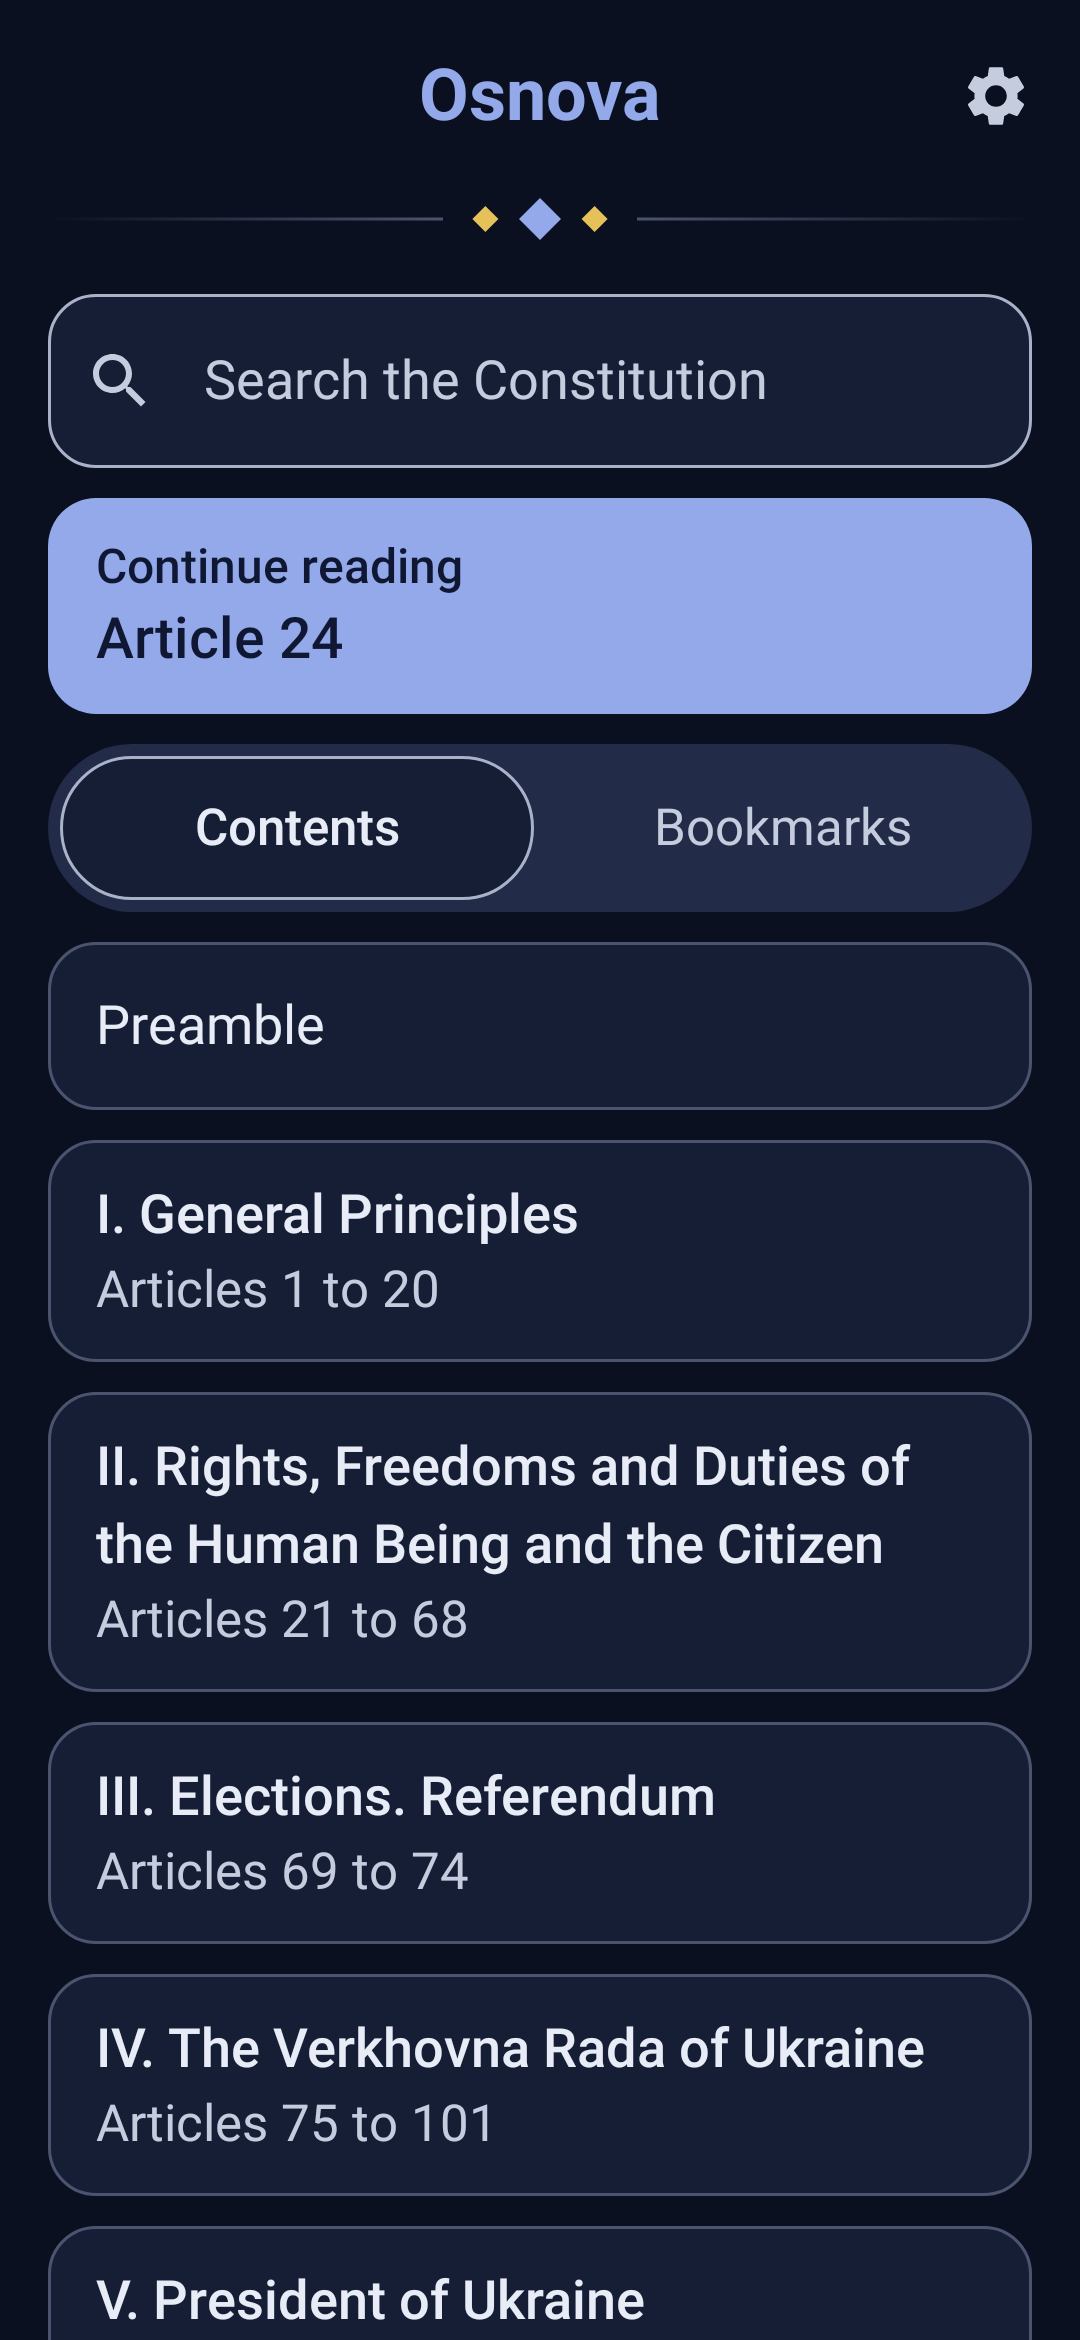 Osnova
Search the Constitution
Continue reading
Article 24
Contents
Bookmarks
Preamble
I. General Principles
Articles 1 to 20
II. Rights, Freedoms and Duties of
the Human Being and the Citizen
Articles 21 to 68
III. Elections. Referendum
Articles 69 to 74
IV. The Verkhovna Rada of Ukraine
Articles 75 to 101
V. President of Ukraine